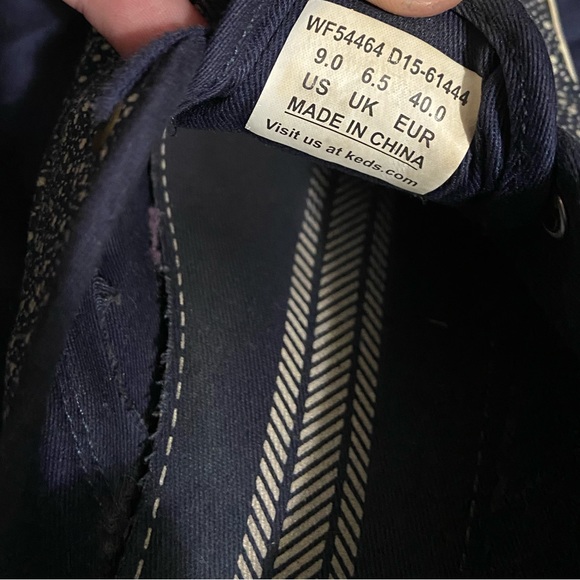 WF54464 D15-61444
9.0 6.5 40.0
US UK EUR
MADE IN CHINA
Visit us at keds.com